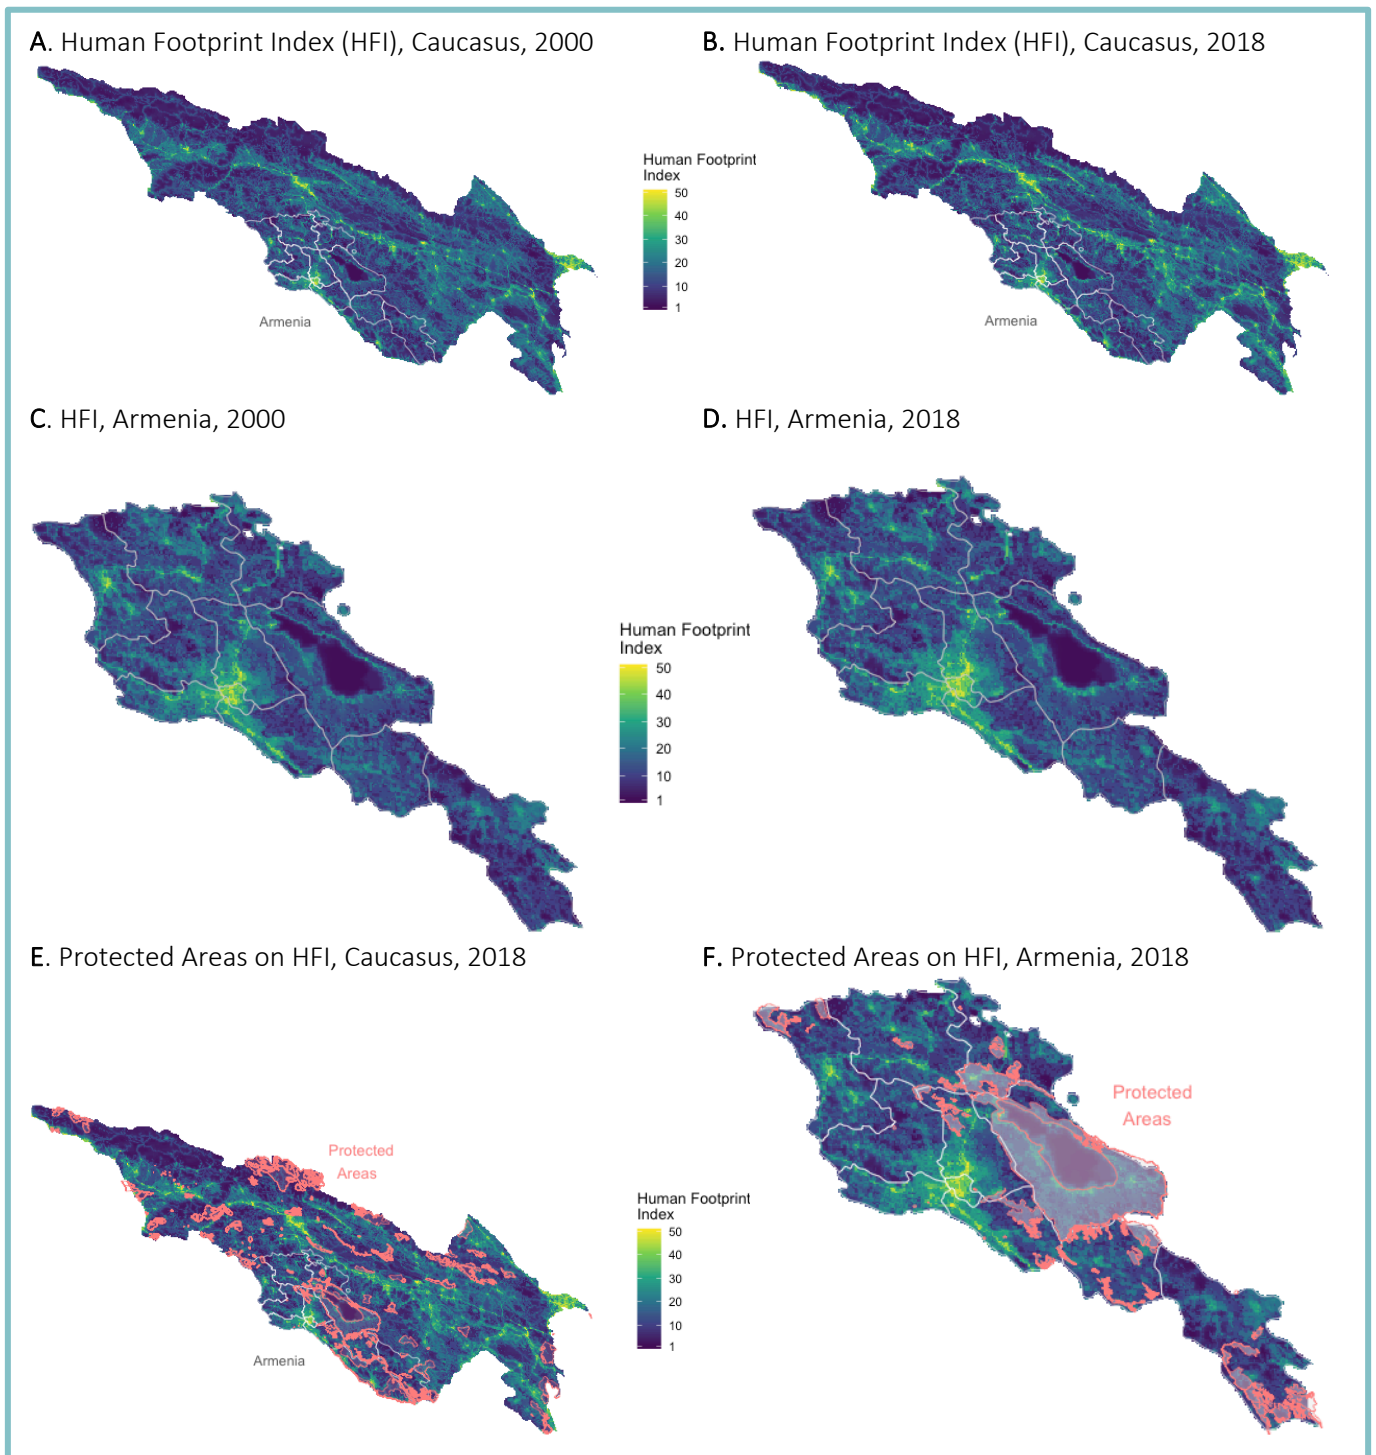 A. Human Footprint Index (HFI), Caucasus, 2000
B. Human Footprint Index (HFI), Caucasus, 2018
Human Footprint
Index
50
40
30
20
10
1
Armenia
Armenia
C. HFI, Armenia, 2000
D. HFI, Armenia, 2018
Human Footprint
Index
50
40
30
20
10
1
E. Protected Areas on HFI, Caucasus, 2018
F. Protected Areas on HFI, Armenia, 2018
Protected
Areas
Protected
Areas
Human Footprint
Index
50
40
30
20
10
1
Armenia